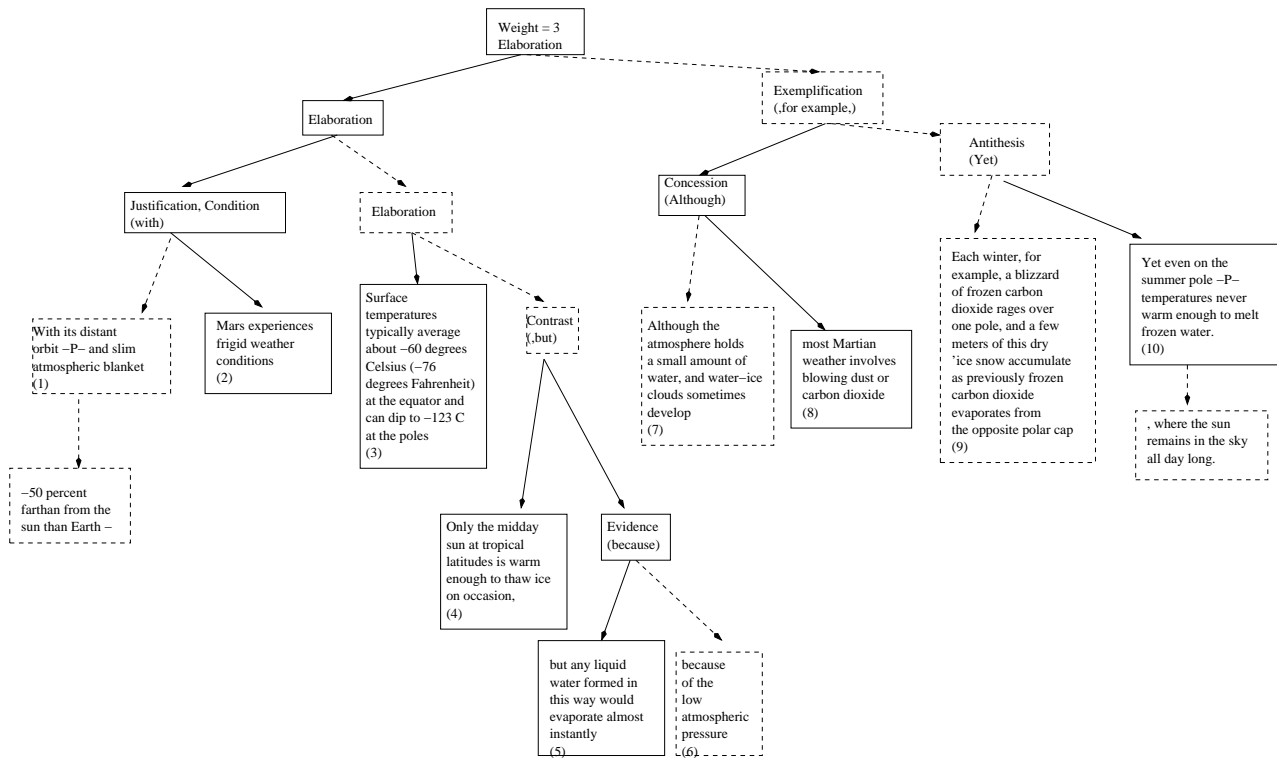 Weight = 3
Elaboration
Exemplification
(,for example,)
Elaboration
Antithesis
(Yet)
Concession
(Although)
Justification, Condition
(with)
Elaboration
Each winter, for
example, a blizzard
of frozen carbon
dioxide rages over
one pole, and a few
meters of this dry
'ice snow accumulate
as previously frozen
carbon dioxide
evaporates from
the opposite polar cap
(9)
Yet even on the
summer pole −P−
temperatures never
warm enough to melt
frozen water.
(10)
Surface
temperatures
typically average
about −60 degrees
Celsius (−76
degrees Fahrenheit)
at the equator and
can dip to −123 C
at the poles
(3)
Contrast
(,but)
With its distant
orbit −P− and slim
atmospheric blanket
(1)
Mars experiences
frigid weather
conditions
(2)
Although the
atmosphere holds
a small amount of
water, and water−ice
clouds sometimes
develop
(7)
most Martian
weather involves
blowing dust or
carbon dioxide
(8)
, where the sun
remains in the sky
all day long.
−50 percent
farthan from the
sun than Earth −
Only the midday
sun at tropical
latitudes is warm
enough to thaw ice
on occasion,
(4)
Evidence
(because)
but any liquid
water formed in
this way would
evaporate almost
instantly
(5)
because
of the
low
atmospheric
pressure
(6)